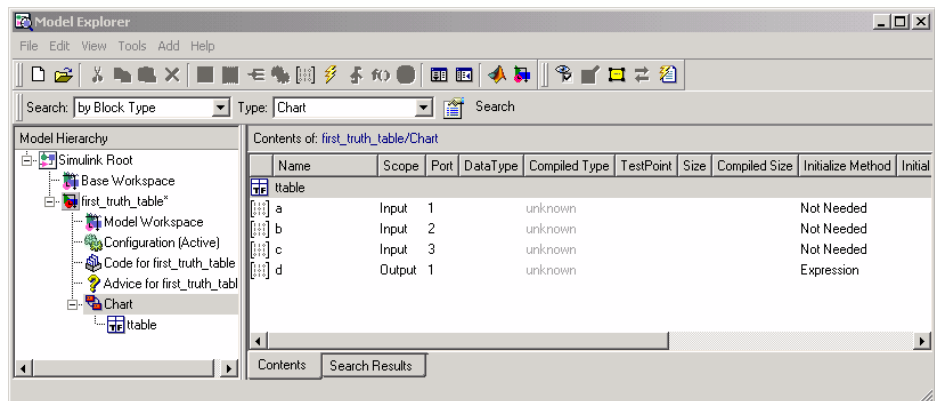 Model Explorer
File Edit View Tools Add Help
Search: by Block Type Type: Chart Search
Model Hierarchy
Simulink Root
Base Workspace
first_truth_table*
Model Workspace
Configuration (Active)
Code for first_truth_table
Advice for first_truth_tabl
Chart
ttable
Contents of: first_truth_table/Chart
Name Scope Port DataType Compiled Type TestPoint Size Compiled Size Initialize Method Initial
ttable
a Input 1 unknown Not Needed
b Input 2 unknown Not Needed
c Input 3 unknown Not Needed
d Output 1 unknown Expression
Contents Search Results